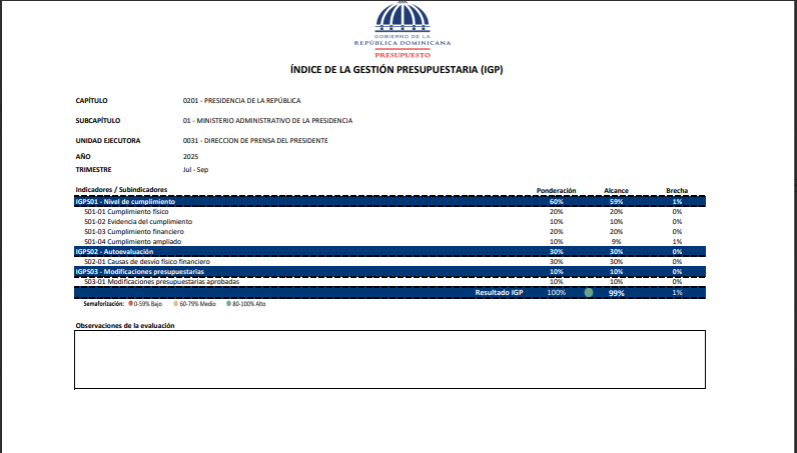 GOBIERNO DE LA
REPÚBLICA DOMINICANA
PRESUPUESTO
ÍNDICE DE LA GESTIÓN PRESUPUESTARIA (IGP)
CAPÍTULO 0201 - PRESIDENCIA DE LA REPÚBLICA
SUBCAPÍTULO 01 - MINISTERIO ADMINISTRATIVO DE LA PRESIDENCIA
UNIDAD EJECUTORA 0031 - DIRECCION DE PRENSA DEL PRESIDENTE
AÑO 2025
TRIMESTRE Jul - Sep
Indicadores / Subindicadores Ponderación Alcance Brecha
IGPS01 - Nivel de cumplimiento 60% 59% 1%
S01-01 Cumplimiento físico 20% 20% 0%
S01-02 Evidencia del cumplimiento 10% 10% 0%
S01-03 Cumplimiento financiero 20% 20% 0%
S01-04 Cumplimiento ampliado 10% 9% 1%
IGPS02 - Autoevaluación 30% 30% 0%
S02-01 Causas de desvío físico financiero 30% 30% 0%
IGPS03 - Modificaciones presupuestarias 10% 10% 0%
S03-01 Modificaciones presupuestarias aprobadas 10% 10% 0%
Resultado IGP 100% 99% 1%
Semaforización: 0-59% Bajo 60-79% Medio 80-100% Alto
Observaciones de la evaluación